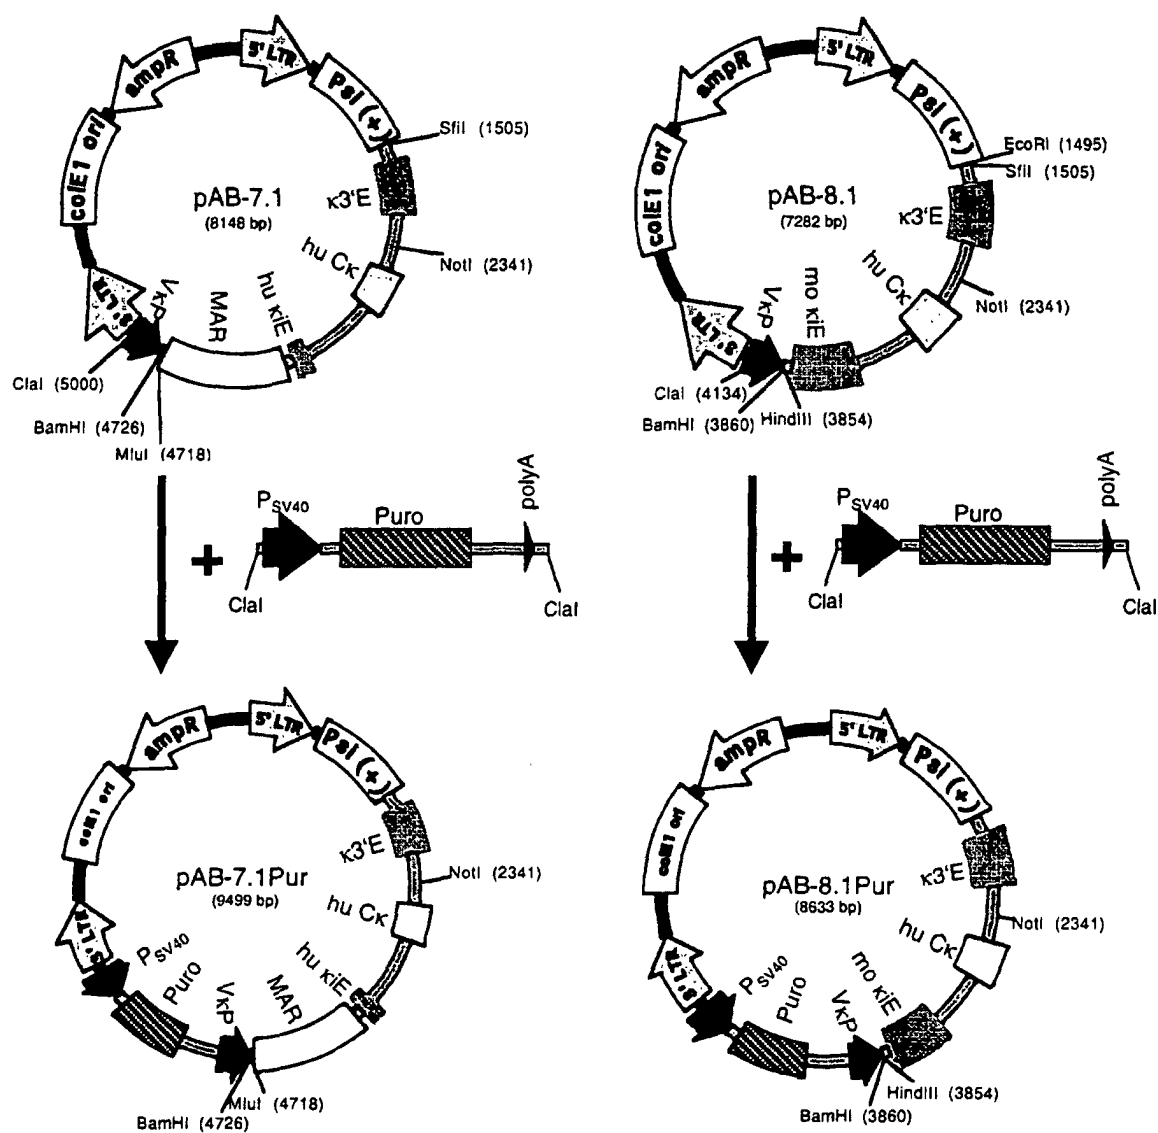 5' LTR
ampR
Psi (+)
SfiI (1505)
colE1 ori
pAB-7.1
(8148 bp)
κ3'E
NotI (2341)
hu Cκ
hu κiE
MAR
VκP
3' LTR
ClaI (5000)
BamHI (4726)
MluI (4718)
5' LTR
ampR
Psi (+)
EcoRI (1495)
SfiI (1505)
colE1 ori
pAB-8.1
(7282 bp)
κ3'E
NotI (2341)
hu Cκ
mo κiE
VκP
3' LTR
ClaI (4134)
BamHI (3860)
HindIII (3854)
+
PSV40
Puro
polyA
ClaI
ClaI
+
PSV40
Puro
polyA
ClaI
ClaI
5' LTR
ampR
Psi (+)
colE1 ori
pAB-7.1Pur
(9499 bp)
κ3'E
NotI (2341)
hu Cκ
hu κiE
MAR
VκP
Puro
PSV40
3' LTR
MluI (4718)
BamHI (4726)
5' LTR
ampR
Psi (+)
colE1 ori
pAB-8.1Pur
(8633 bp)
κ3'E
NotI (2341)
hu Cκ
mo κiE
VκP
Puro
PSV40
3' LTR
HindIII (3854)
BamHI (3860)